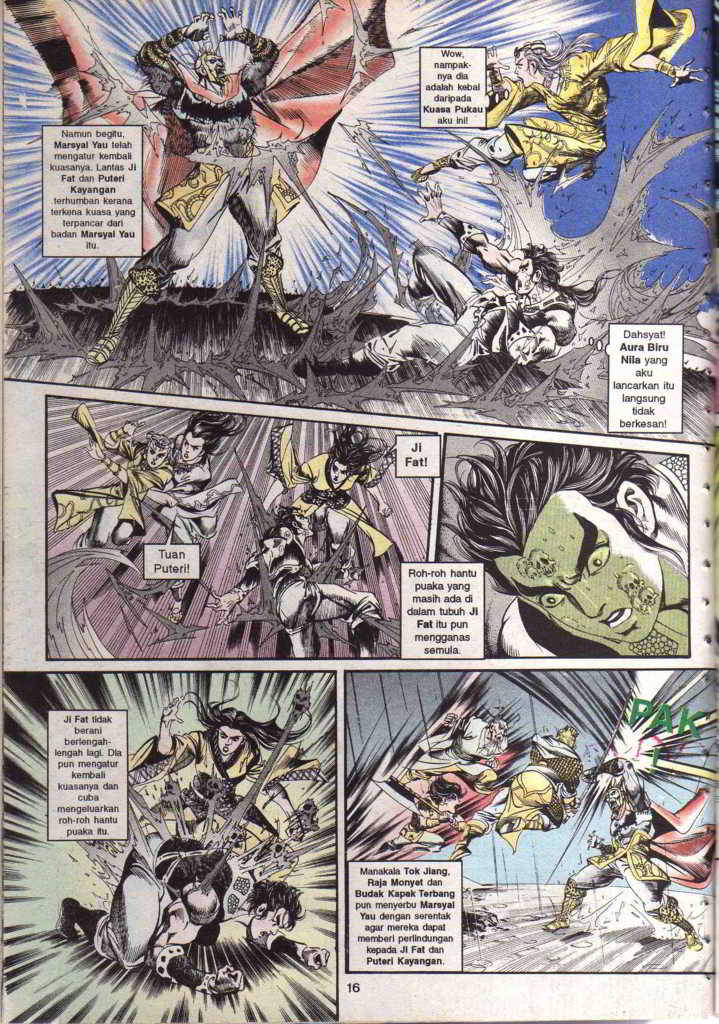 Wow,
nampak-
nya dia
adalah kebal
daripada
Kuasa Pukau
aku ini!
Namun begitu,
Marsyal Yau telah
mengatur kembali
kuasanya. Lantas Ji
Fat dan Puteri
Kayangan
terhumban kerana
terkena kuasa yang
terpancar dari
badan Marsyal Yau
itu.
Dahsyat!
Aura Biru
Nila yang
aku
lancarkan itu
langsung
tidak
berkesan!
Tuan
Puteri!
Ji
Fat!
Roh-roh hantu
puaka yang
masih ada di
dalam tubuh Ji
Fat itu pun
mengganas
semula.
Ji Fat tidak
berani
berlengah-
lengah lagi. Dia
pun mengatur
kembali
kuasanya dan
cuba
mengeluarkan
roh-roh hantu
puaka itu.
PAK
!
Manakala Tok Jiang,
Raja Monyet dan
Budak Kapak Terbang
pun menyerbu Marsyal
Yau dengan serentak
agar mereka dapat
memberi perlindungan
kepada Ji Fat dan
Puteri Kayangan.
16